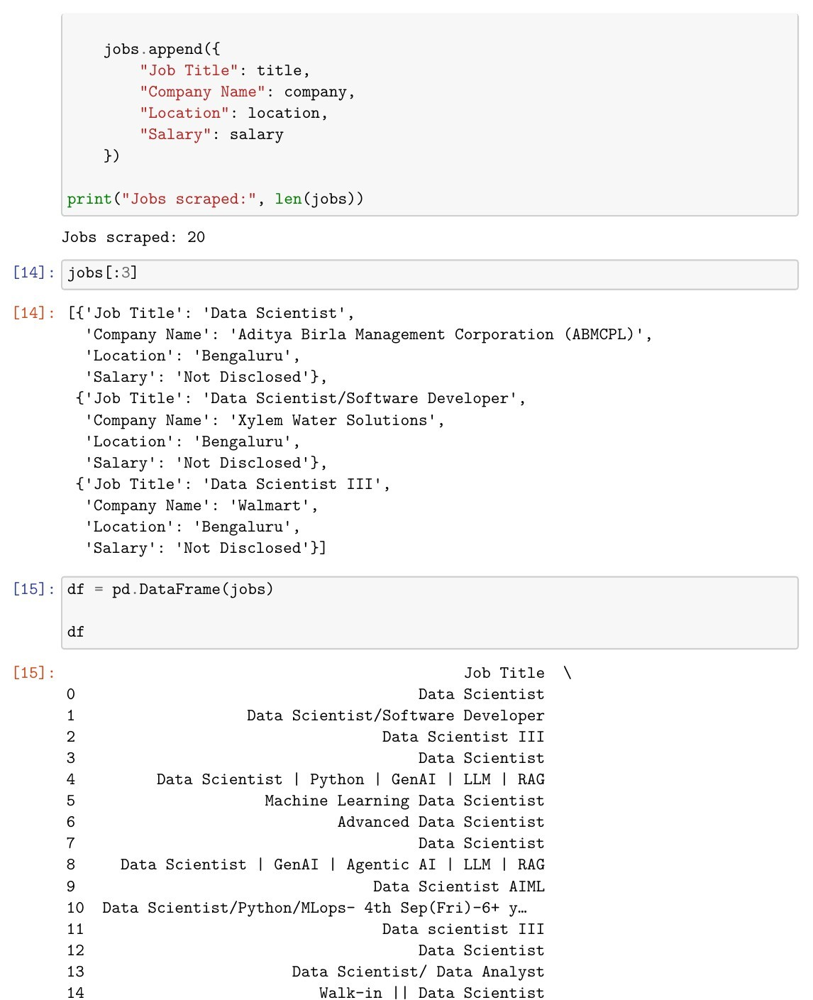 jobs.append({
"Job Title": title,
"Company Name": company,
"Location": location,
"Salary": salary
})
print("Jobs scraped:", len(jobs))
Jobs scraped: 20
[14]: jobs[:3]
[14]: [{'Job Title': 'Data Scientist',
'Company Name': 'Aditya Birla Management Corporation (ABMCPL)',
'Location': 'Bengaluru',
'Salary': 'Not Disclosed'},
{'Job Title': 'Data Scientist/Software Developer',
'Company Name': 'Xylem Water Solutions',
'Location': 'Bengaluru',
'Salary': 'Not Disclosed'},
{'Job Title': 'Data Scientist III',
'Company Name': 'Walmart',
'Location': 'Bengaluru',
'Salary': 'Not Disclosed'}]
[15]: df = pd.DataFrame(jobs)
df
[15]: Job Title \
0 Data Scientist
1 Data Scientist/Software Developer
2 Data Scientist III
3 Data Scientist
4 Data Scientist | Python | GenAI | LLM | RAG
5 Machine Learning Data Scientist
6 Advanced Data Scientist
7 Data Scientist
8 Data Scientist | GenAI | Agentic AI | LLM | RAG
9 Data Scientist AIML
10 Data Scientist/Python/MLops- 4th Sep(Fri)-6+ y…
11 Data scientist III
12 Data Scientist
13 Data Scientist/ Data Analyst
14 Walk-in || Data Scientist